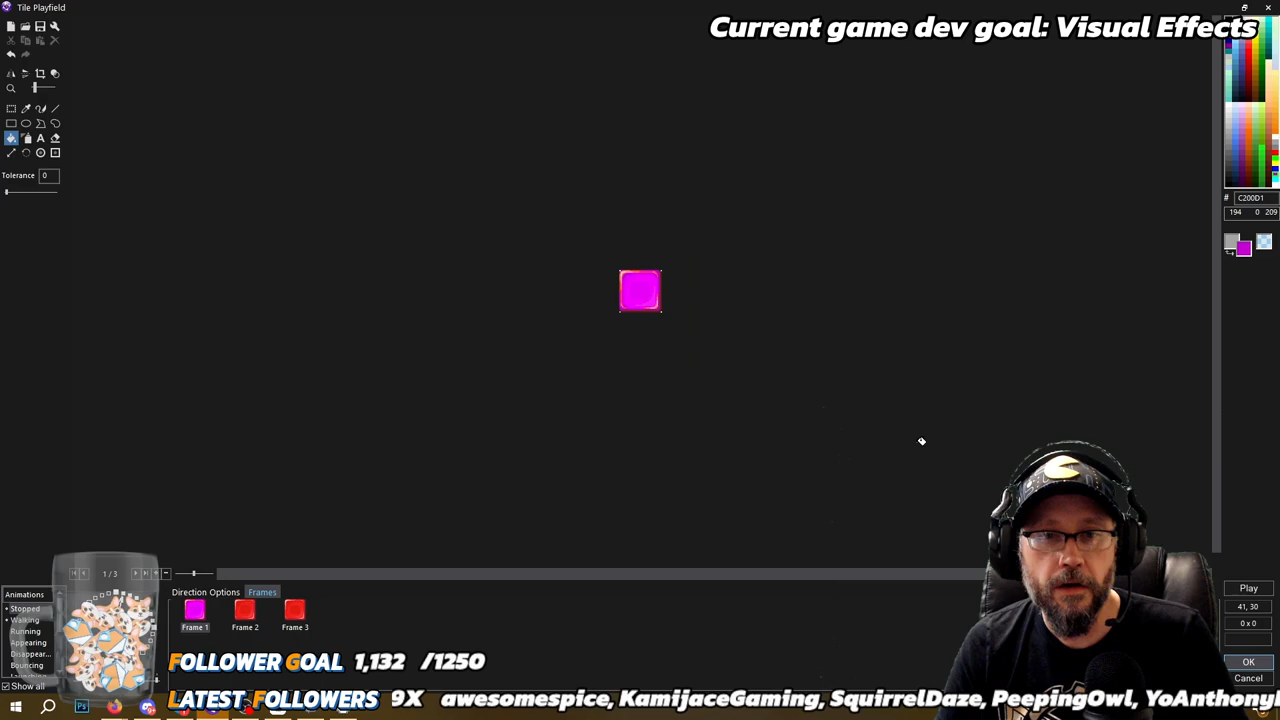 Tile Playfield
Current game dev goal: Visual Effects
Tolerance 0
# C200D1
194 0 209
1 / 3
Animations
Direction Options Frames
Stopped
Walking
Running
Appearing
Disappear...
Bouncing
Show all
Frame 1 Frame 2 Frame 3
Play
41, 30
0 x 0
OK
Cancel
FOLLOWER GOAL 1,132 /1250
LATEST FOLLOWERS 9X awesomespice, KamijaceGaming, SquirrelDaze, PeepingOwl, YoAnthony
Ps